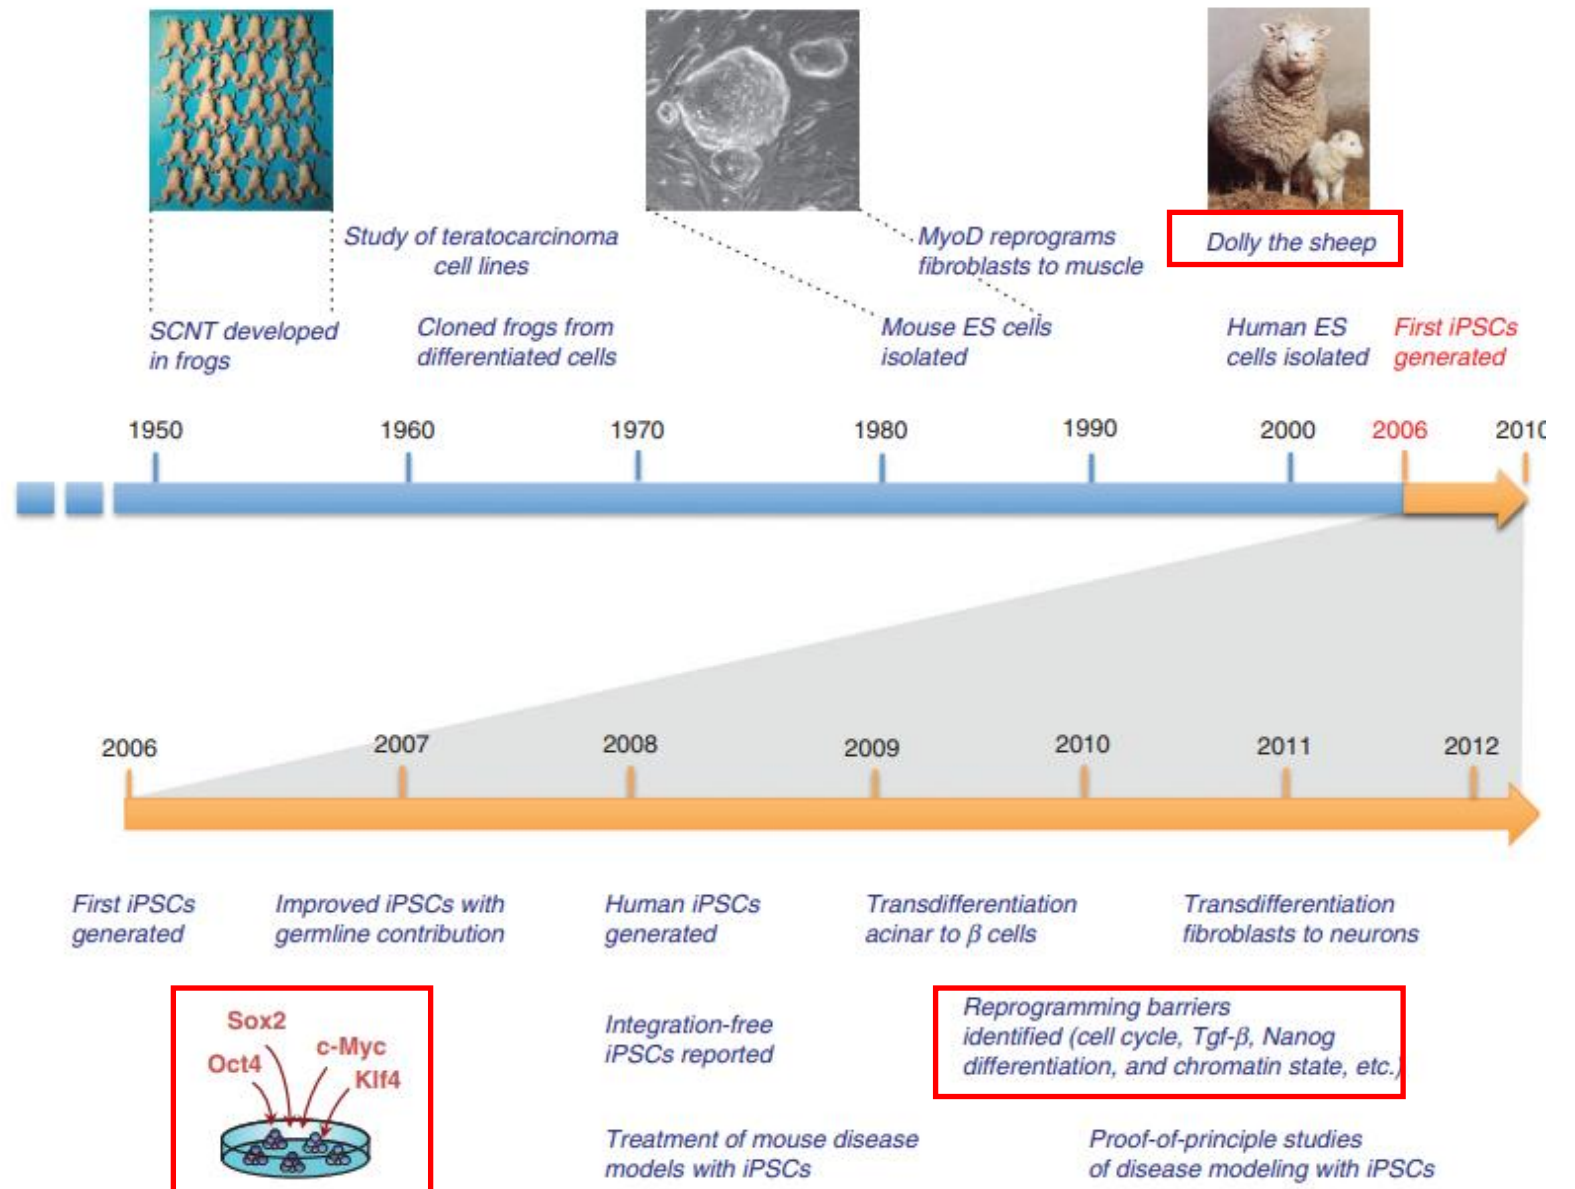 Study of teratocarcinoma
cell lines
MyoD reprograms
fibroblasts to muscle
Dolly the sheep
SCNT developed
in frogs
Cloned frogs from
differentiated cells
Mouse ES cells
isolated
Human ES
cells isolated
First iPSCs
generated
1950
1960
1970
1980
1990
2000
2006
2010
2006
2007
2008
2009
2010
2011
2012
First iPSCs
generated
Improved iPSCs with
germline contribution
Human iPSCs
generated
Transdifferentiation
acinar to β cells
Transdifferentiation
fibroblasts to neurons
Sox2
Oct4
c-Myc
Klf4
Integration-free
iPSCs reported
Reprogramming barriers
identified (cell cycle, Tgf-β, Nanog
differentiation, and chromatin state, etc.)
Treatment of mouse disease
models with iPSCs
Proof-of-principle studies
of disease modeling with iPSCs